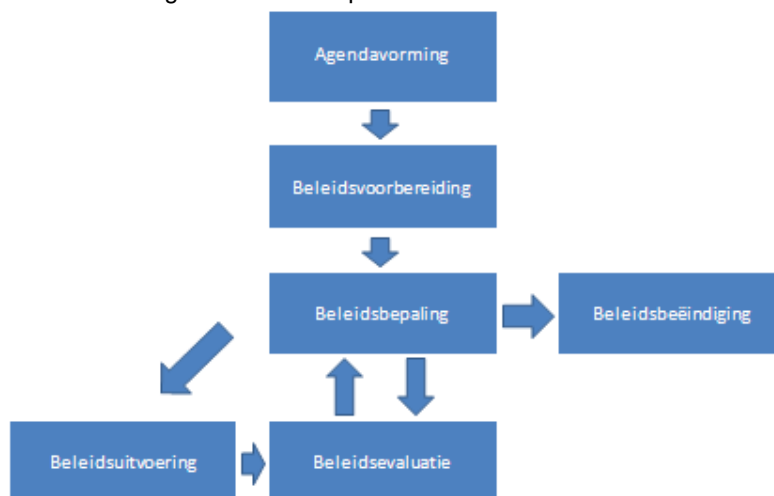 Agendavorming
Beleidsvoorbereiding
Beleidsbepaling
Beleidsbeëindiging
Beleidsuitvoering
Beleidsevaluatie